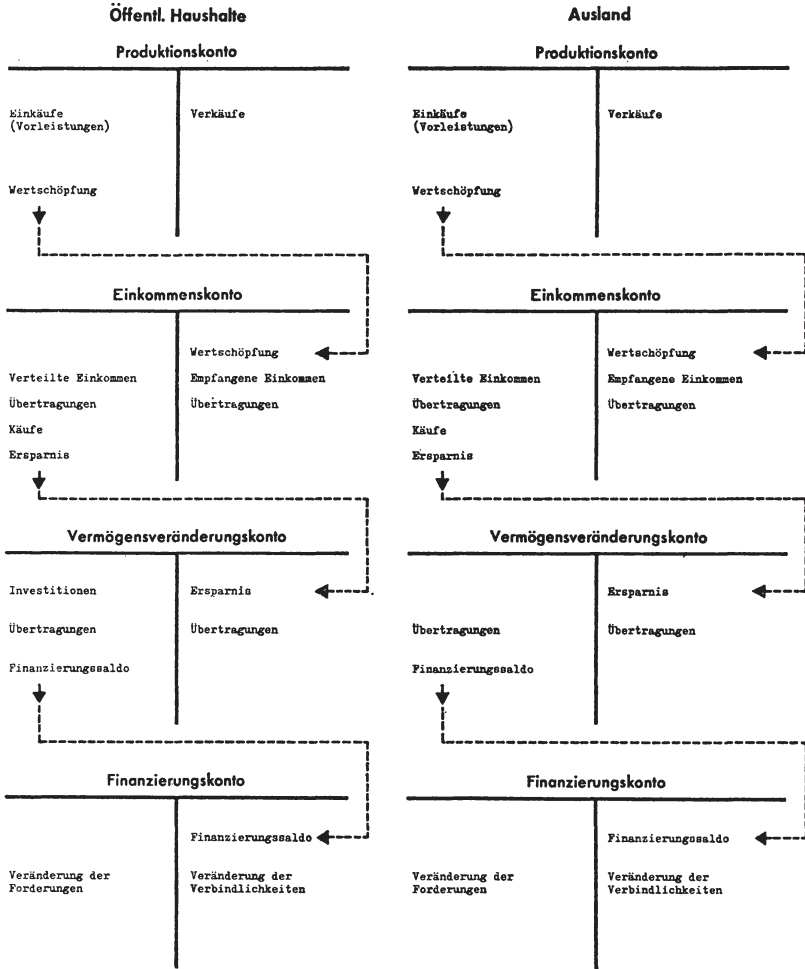 Öffentl. Haushalte
Produktionskonto
Einkäufe
(Vorleistungen)
Verkäufe
Wertschöpfung
Einkommenskonto
Wertschöpfung
Verteilte Einkommen
Empfangene Einkommen
Übertragungen
Übertragungen
Käufe
Ersparnis
Vermögensveränderungskonto
Investitionen
Ersparnis
Übertragungen
Übertragungen
Finanzierungssaldo
Finanzierungskonto
Finanzierungssaldo
Veränderung der
Forderungen
Veränderung der
Verbindlichkeiten
Ausland
Produktionskonto
Einkäufe
(Vorleistungen)
Verkäufe
Wertschöpfung
Einkommenskonto
Wertschöpfung
Verteilte Einkommen
Empfangene Einkommen
Übertragungen
Übertragungen
Käufe
Ersparnis
Vermögensveränderungskonto
Ersparnis
Übertragungen
Übertragungen
Finanzierungssaldo
Finanzierungskonto
Finanzierungssaldo
Veränderung der
Forderungen
Veränderung der
Verbindlichkeiten